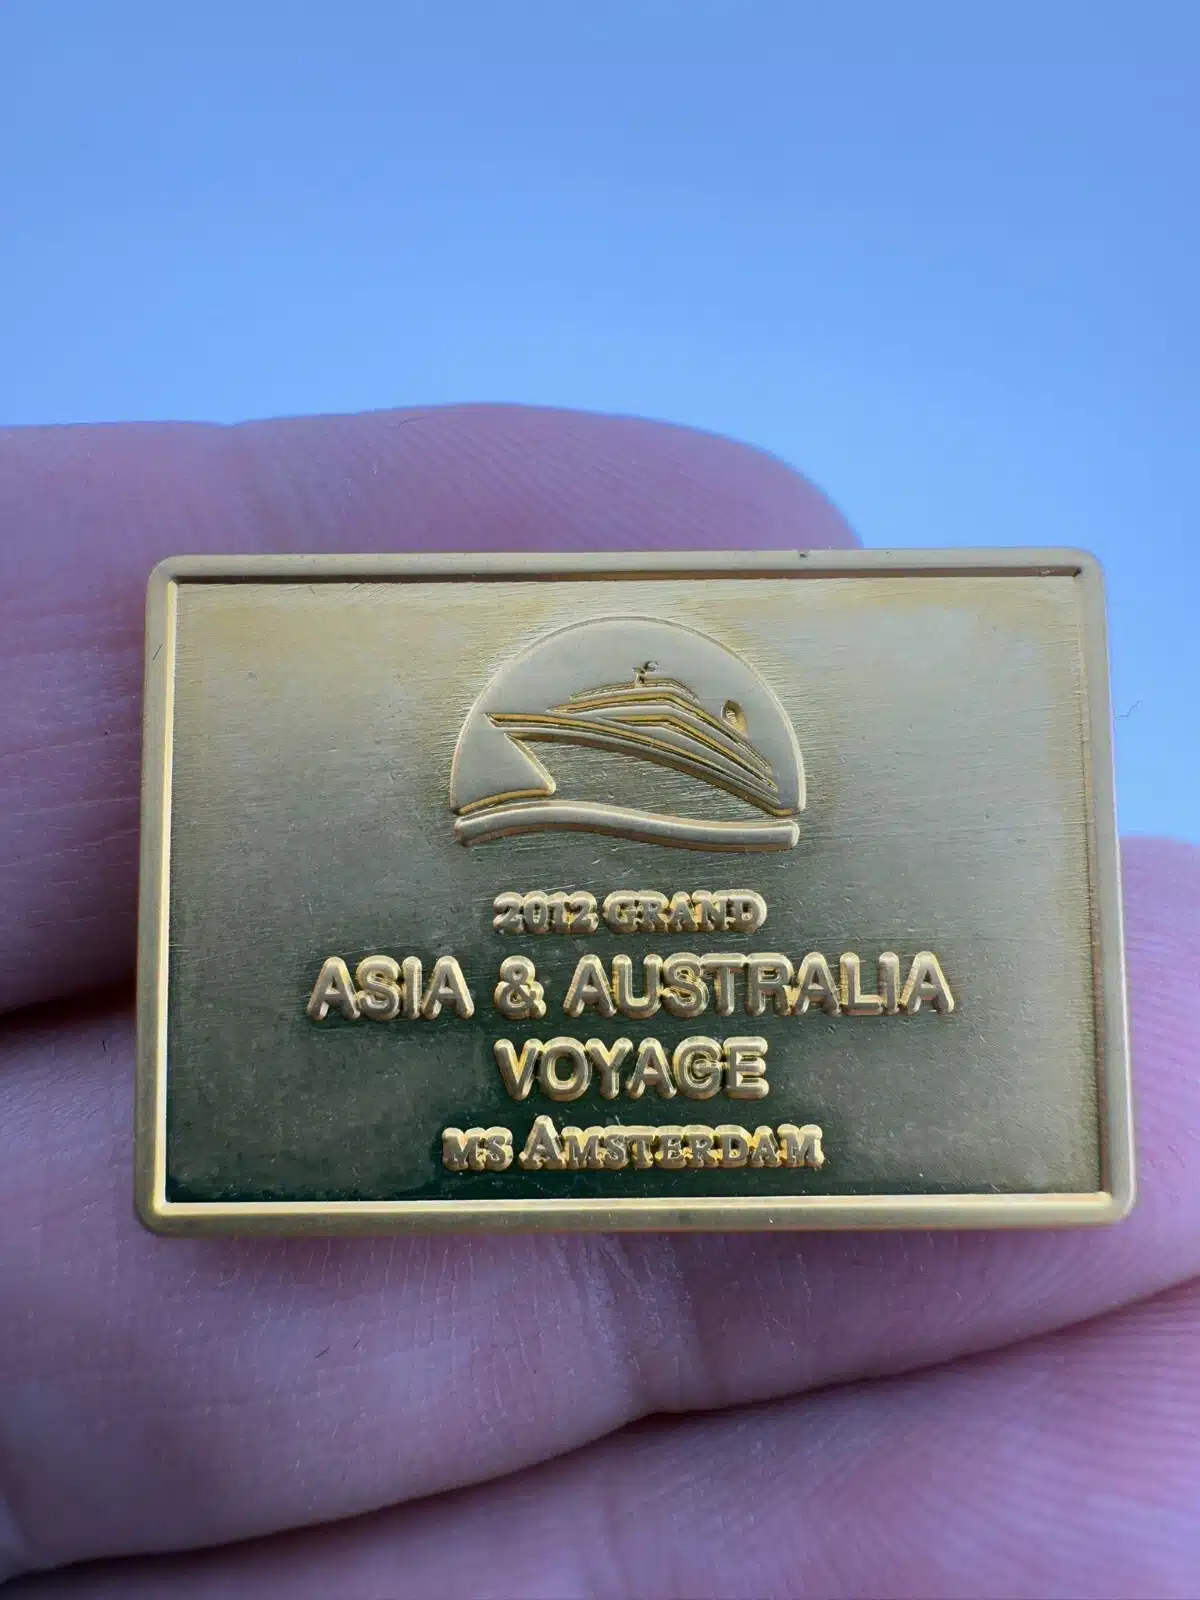 2012 GRAND
ASIA & AUSTRALIA
VOYAGE
MS AMSTERDAM